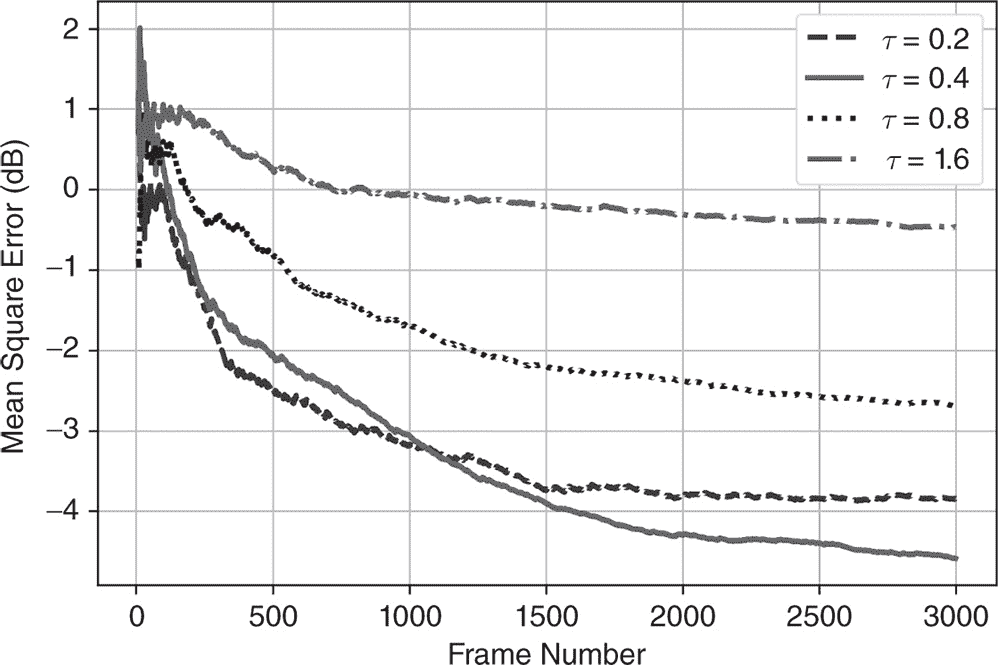 2
1
0
−1
−2
−3
−4
Mean Square Error (dB)
τ = 0.2
τ = 0.4
τ = 0.8
τ = 1.6
0 500 1000 1500 2000 2500 3000
Frame Number